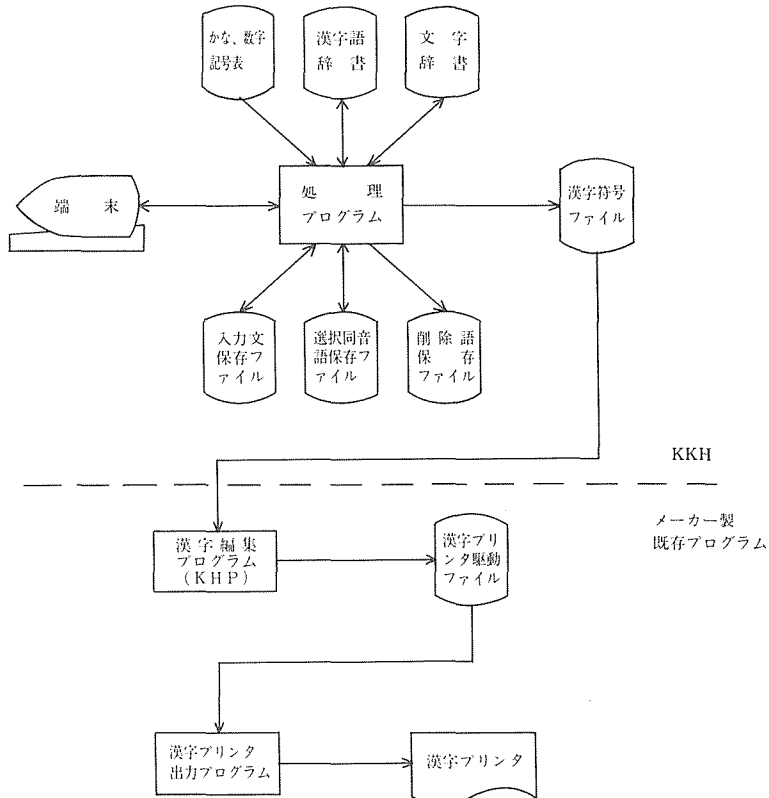 かな、数字
記号表
漢字語
辞書
文字
辞書
端末
処理
プログラム
漢字符号
ファイル
入力文
保存フ
ァイル
選択同音
語保存フ
ァイル
削除語
保存
ファイル
KKH
メーカー製
既存プログラム
漢字編集
プログラム
(KHP)
漢字プリ
ンタ駆動
ファイル
漢字プリンタ
出力プログラム
漢字プリンタ